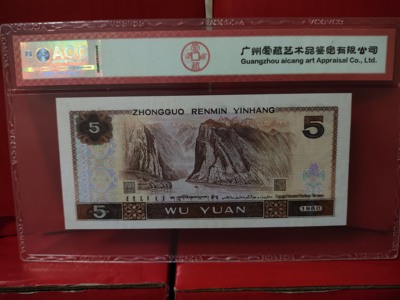 AQG
广州爱藏艺术品鉴定有限公司
Guangzhou aicang art Appraisal Co., Ltd.
ZHONGGUO RENMIN YINHANG
5
5
5
WU YUAN
1980